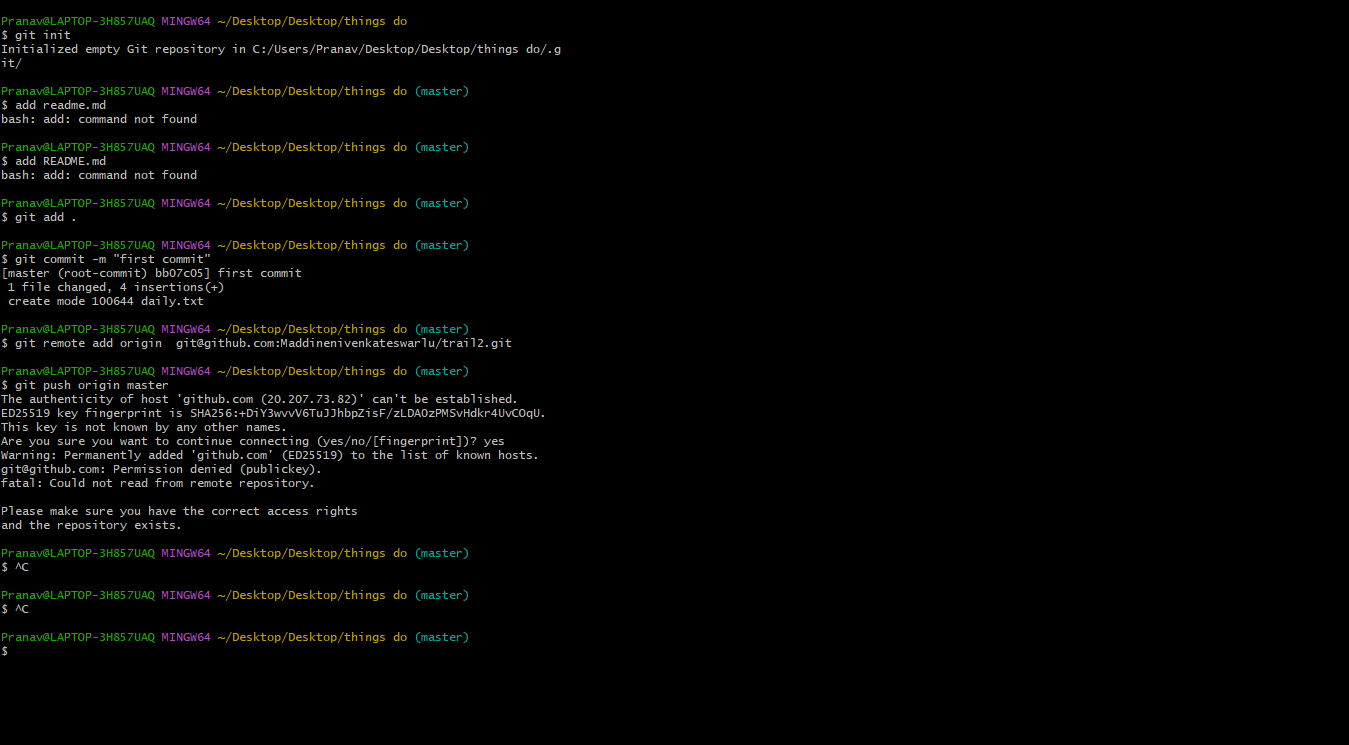 Pranav@LAPTOP-3H857UAQ MINGW64 ~/Desktop/Desktop/things do
$ git init
Initialized empty Git repository in C:/Users/Pranav/Desktop/Desktop/things do/.g
it/
Pranav@LAPTOP-3H857UAQ MINGW64 ~/Desktop/Desktop/things do (master)
$ add readme.md
bash: add: command not found
Pranav@LAPTOP-3H857UAQ MINGW64 ~/Desktop/Desktop/things do (master)
$ add README.md
bash: add: command not found
Pranav@LAPTOP-3H857UAQ MINGW64 ~/Desktop/Desktop/things do (master)
$ git add .
Pranav@LAPTOP-3H857UAQ MINGW64 ~/Desktop/Desktop/things do (master)
$ git commit -m "first commit"
[master (root-commit) bb07c05] first commit
 1 file changed, 4 insertions(+)
 create mode 100644 daily.txt
Pranav@LAPTOP-3H857UAQ MINGW64 ~/Desktop/Desktop/things do (master)
$ git remote add origin  git@github.com:Maddinenivenkateswarlu/trail2.git
Pranav@LAPTOP-3H857UAQ MINGW64 ~/Desktop/Desktop/things do (master)
$ git push origin master
The authenticity of host 'github.com (20.207.73.82)' can't be established.
ED25519 key fingerprint is SHA256:+DiY3wvvV6TuJJhbpZisF/zLDA0zPMSvHdkr4UvCOqU.
This key is not known by any other names.
Are you sure you want to continue connecting (yes/no/[fingerprint])? yes
Warning: Permanently added 'github.com' (ED25519) to the list of known hosts.
git@github.com: Permission denied (publickey).
fatal: Could not read from remote repository.
Please make sure you have the correct access rights
and the repository exists.
Pranav@LAPTOP-3H857UAQ MINGW64 ~/Desktop/Desktop/things do (master)
$ ^C
Pranav@LAPTOP-3H857UAQ MINGW64 ~/Desktop/Desktop/things do (master)
$ ^C
Pranav@LAPTOP-3H857UAQ MINGW64 ~/Desktop/Desktop/things do (master)
$